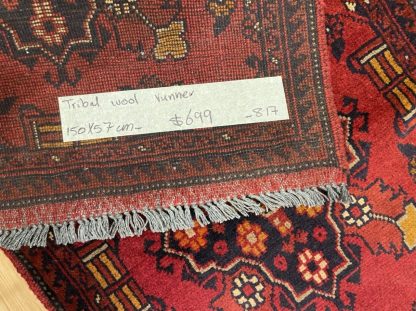 Tribal wool runner
150x57cm- $699 -817